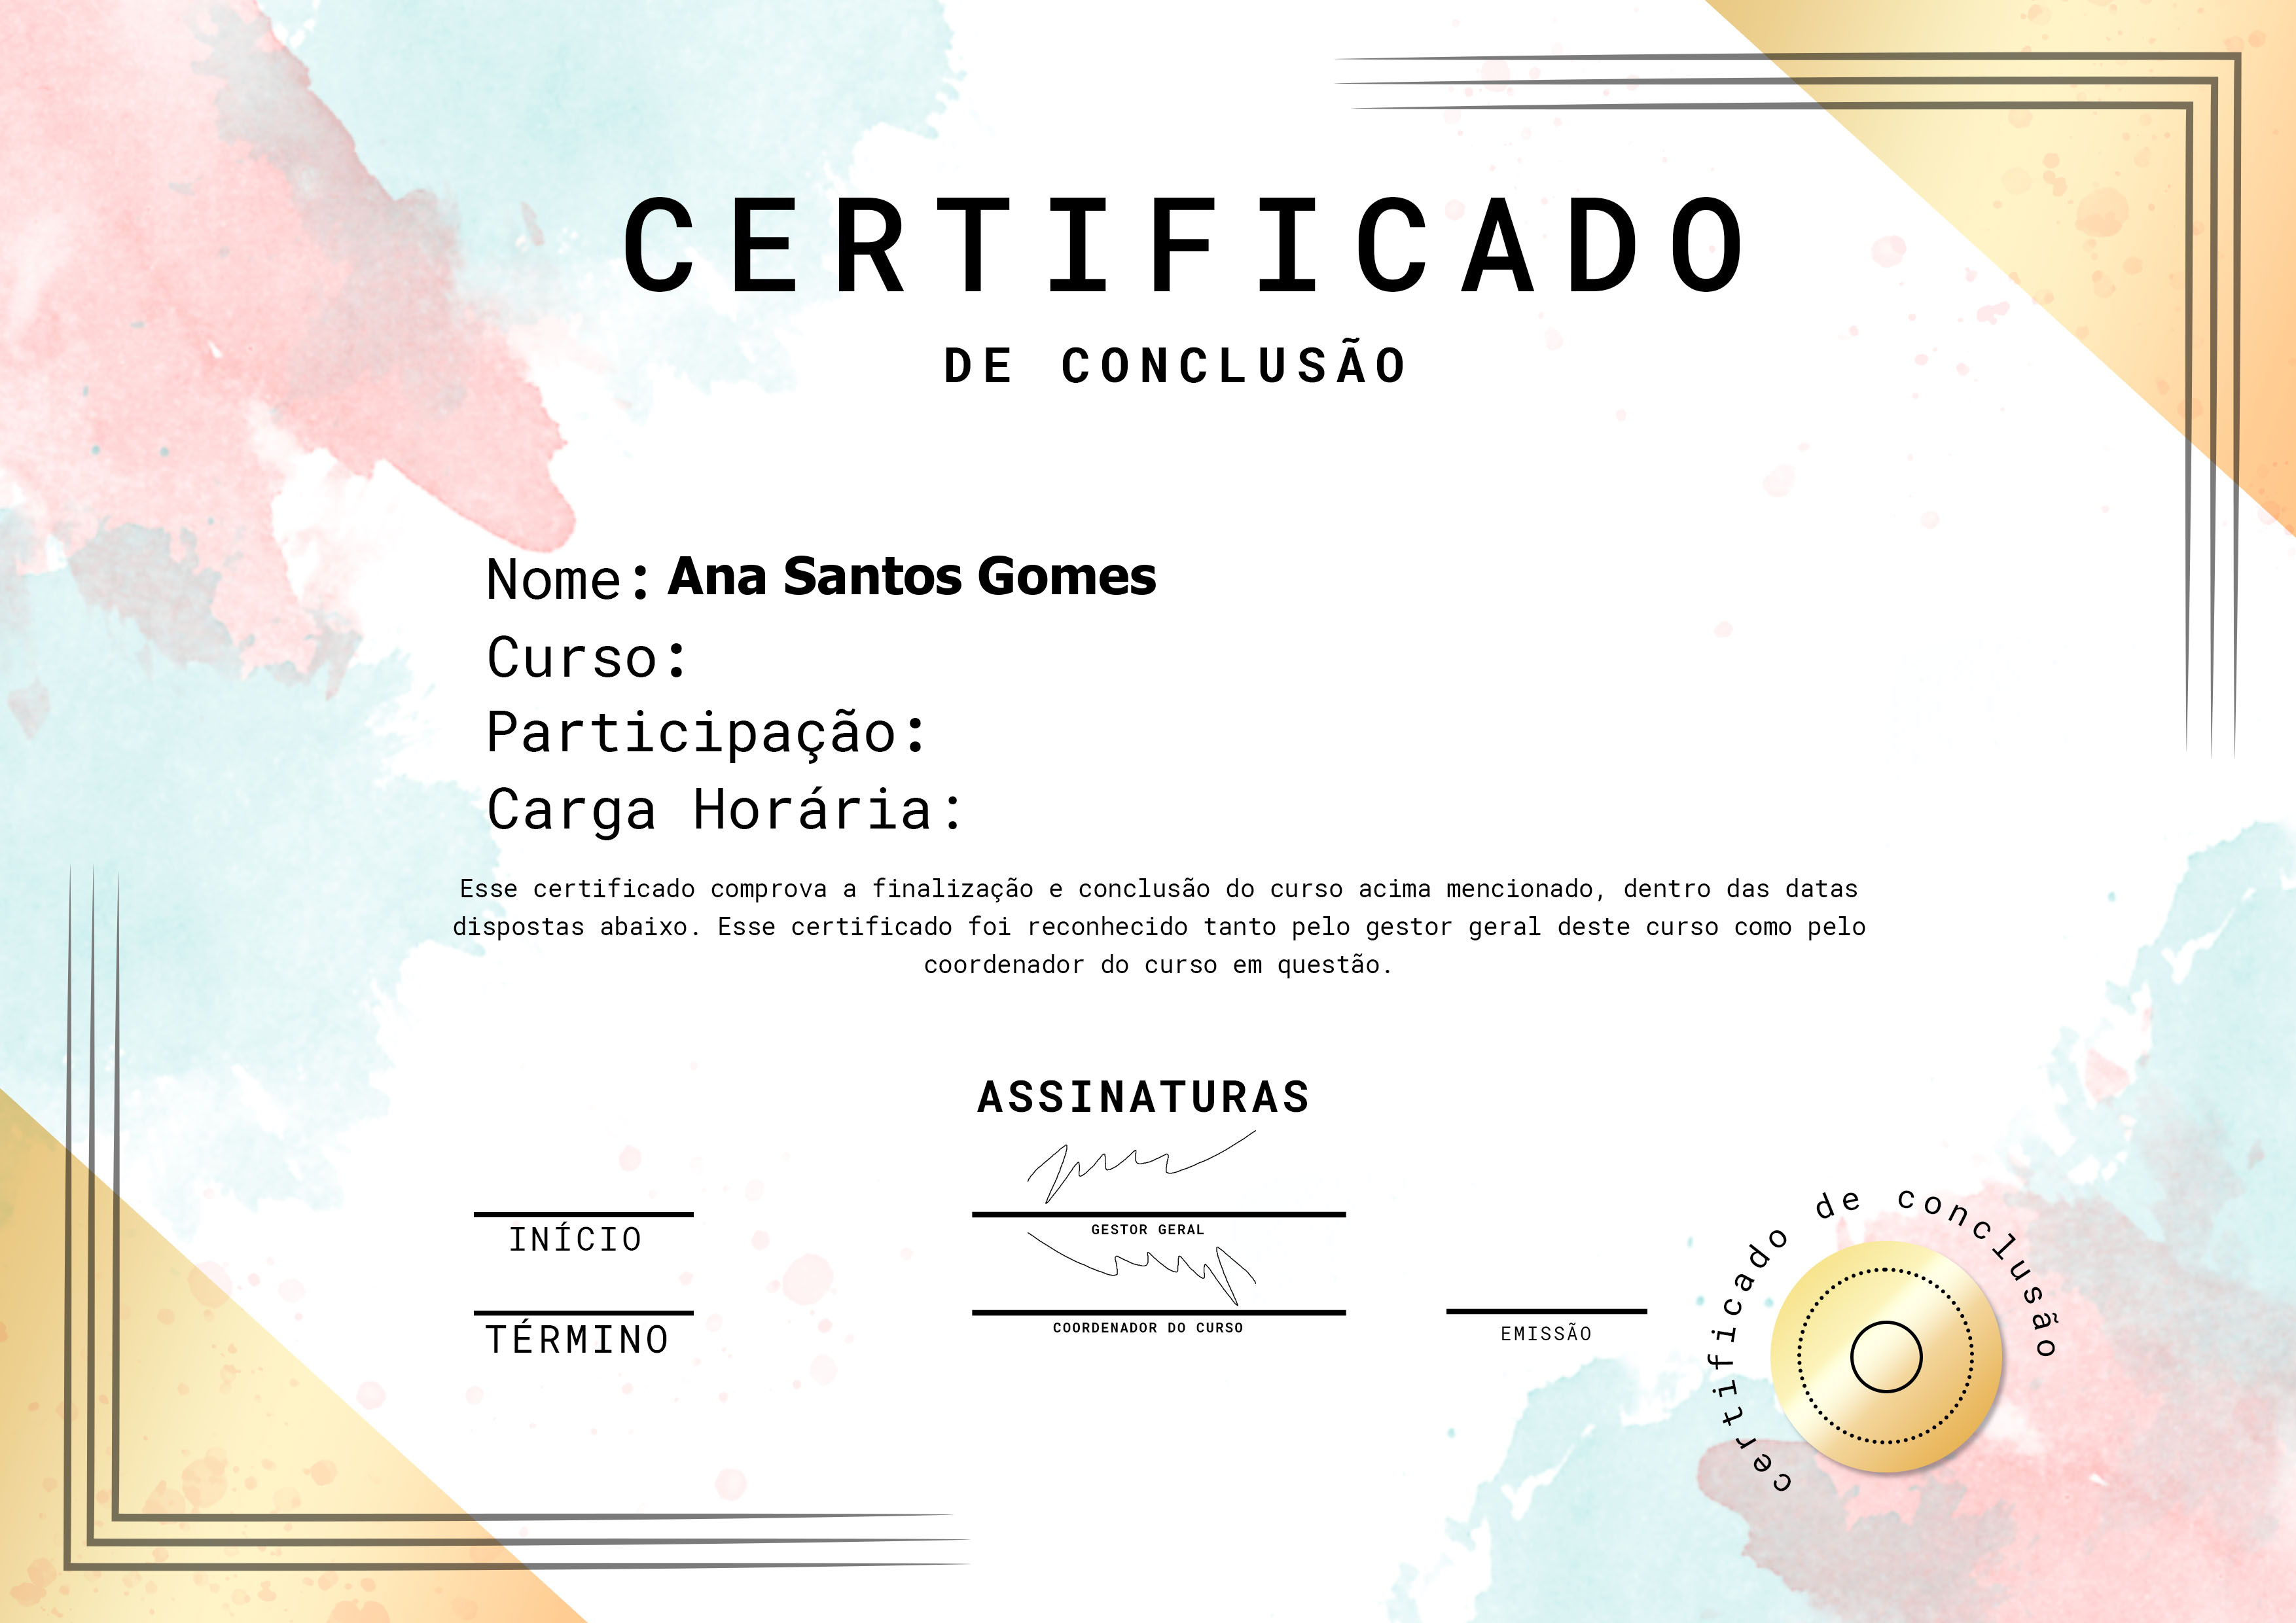 CERTIFICADO
DE CONCLUSÃO
Nome: Ana Santos Gomes
Curso:
Participação:
Carga Horária:
Esse certificado comprova a finalização e conclusão do curso acima mencionado, dentro das datas
dispostas abaixo. Esse certificado foi reconhecido tanto pelo gestor geral deste curso como pelo
coordenador do curso em questão.
ASSINATURAS
INÍCIO
GESTOR GERAL
TÉRMINO
COORDENADOR DO CURSO
EMISSÃO
certificado de conclusão